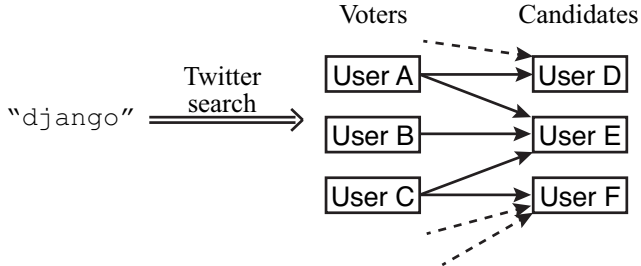 Voters Candidates
Twitter
search
“django”
User A User D
User B User E
User C User F